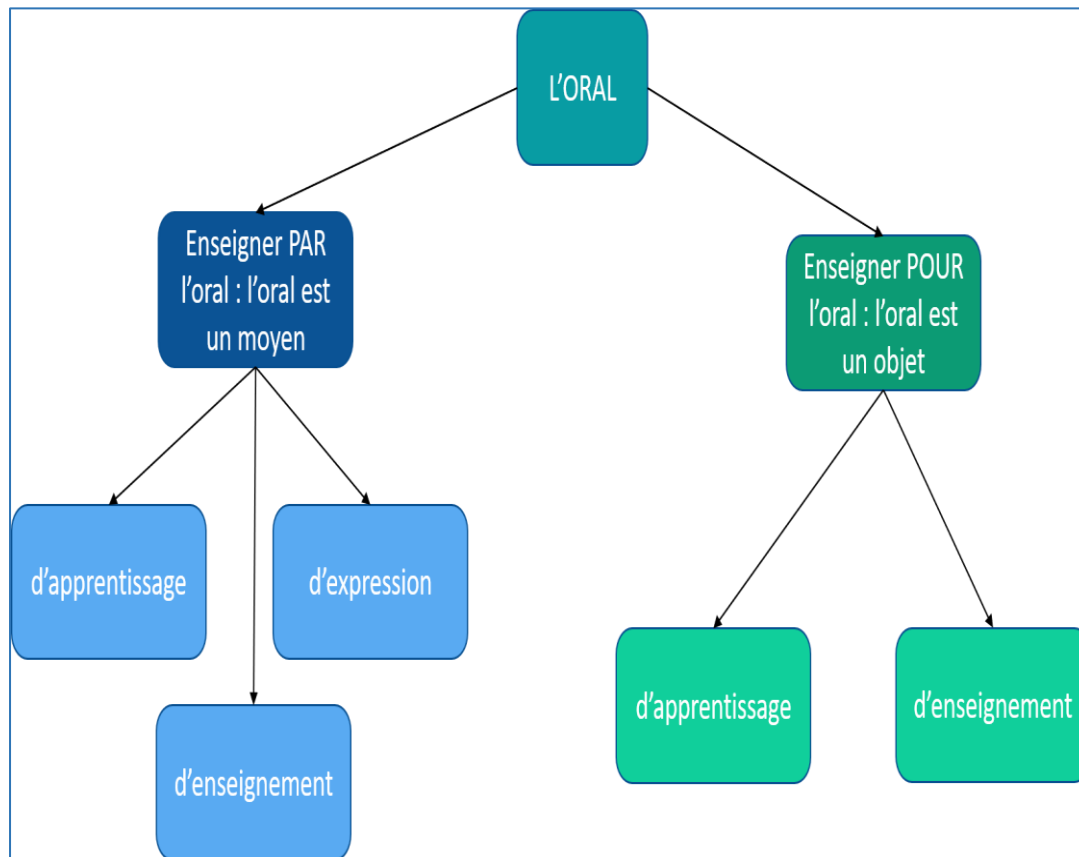 L’ORAL
Enseigner PAR
l’oral : l’oral est
un moyen
Enseigner POUR
l’oral : l’oral est
un objet
d’apprentissage
d’expression
d’enseignement
d’apprentissage
d’enseignement